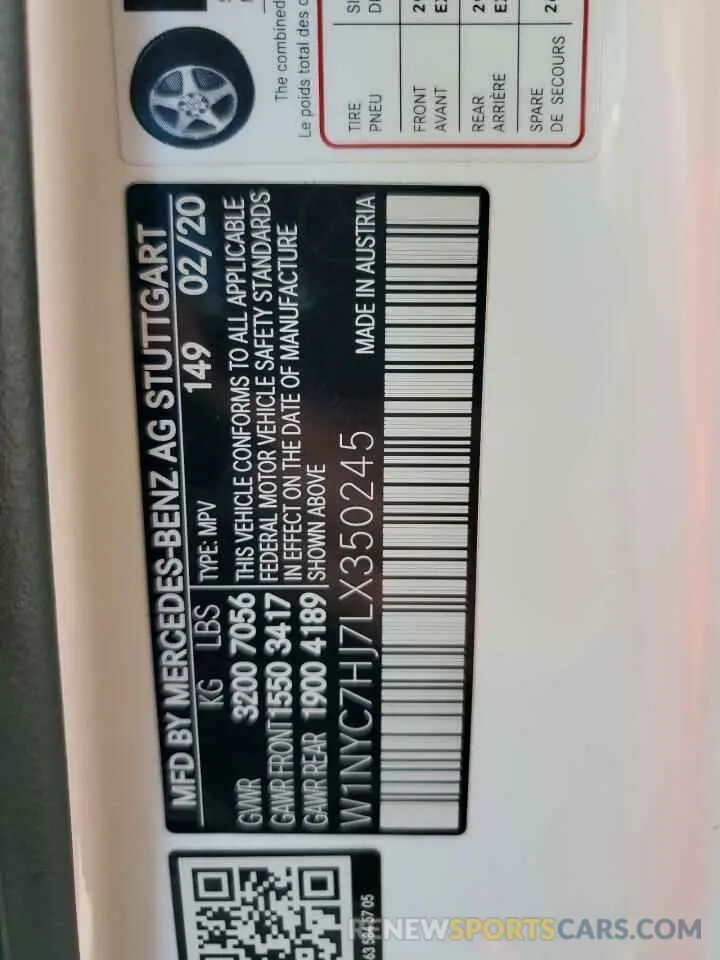 The combined
Le poids total des
TIRE
PNEU
FRONT
AVANT
REAR
ARRIÈRE
SPARE
DE SECOURS
MFD BY MERCEDES-BENZ AG STUTTGART
KG LBS TYPE: MPV 149 02/20
GVWR 3200 7056 THIS VEHICLE CONFORMS TO ALL APPLICABLE
GAWR FRONT 1550 3417 FEDERAL MOTOR VEHICLE SAFETY STANDARDS
GAWR REAR 1900 4189 IN EFFECT ON THE DATE OF MANUFACTURE
SHOWN ABOVE
W1NYC7HJ7LX350245 MADE IN AUSTRIA
RENEWSPORTSCARS.COM